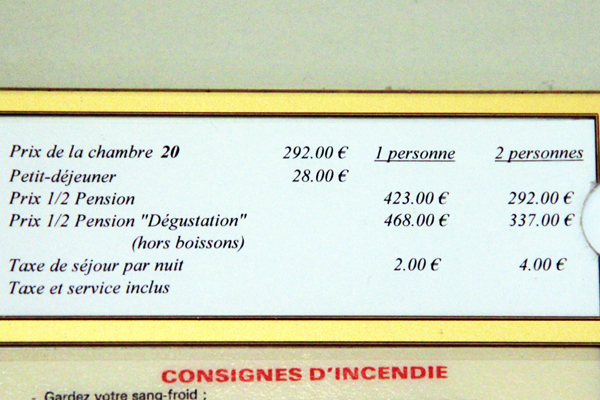 Prix de la chambre 20 292.00 € 1 personne 2 personnes
Petit-déjeuner 28.00 €
Prix 1/2 Pension 423.00 € 292.00 €
Prix 1/2 Pension "Dégustation" 468.00 € 337.00 €
(hors boissons)
Taxe de séjour par nuit 2.00 € 4.00 €
Taxe et service inclus
CONSIGNES D'INCENDIE
- Gardez votre sang-froid :